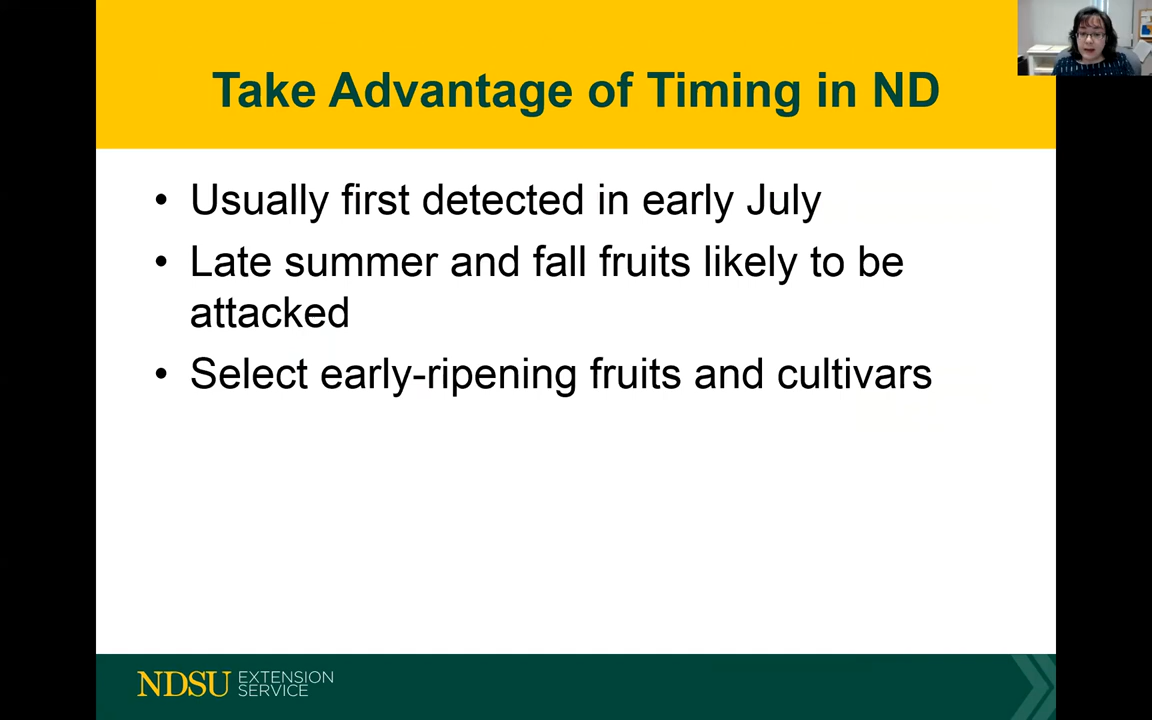 Take Advantage of Timing in ND
• Usually first detected in early July
• Late summer and fall fruits likely to be
attacked
• Select early-ripening fruits and cultivars
NDSU EXTENSION
SERVICE